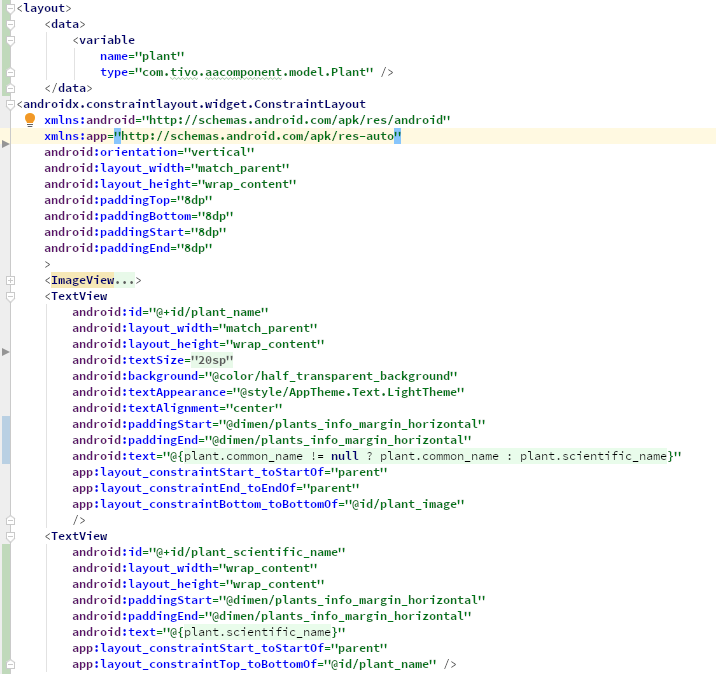 <layout>
    <data>
        <variable
            name="plant"
            type="com.tivo.aacomponent.model.Plant" />
    </data>
<androidx.constraintlayout.widget.ConstraintLayout
    xmlns:android="http://schemas.android.com/apk/res/android"
    xmlns:app="http://schemas.android.com/apk/res-auto"
    android:orientation="vertical"
    android:layout_width="match_parent"
    android:layout_height="wrap_content"
    android:paddingTop="8dp"
    android:paddingBottom="8dp"
    android:paddingStart="8dp"
    android:paddingEnd="8dp"
    >
    <ImageView...>
    <TextView
        android:id="@+id/plant_name"
        android:layout_width="match_parent"
        android:layout_height="wrap_content"
        android:textSize="20sp"
        android:background="@color/half_transparent_background"
        android:textAppearance="@style/AppTheme.Text.LightTheme"
        android:textAlignment="center"
        android:paddingStart="@dimen/plants_info_margin_horizontal"
        android:paddingEnd="@dimen/plants_info_margin_horizontal"
        android:text="@{plant.common_name != null ? plant.common_name : plant.scientific_name}"
        app:layout_constraintStart_toStartOf="parent"
        app:layout_constraintEnd_toEndOf="parent"
        app:layout_constraintBottom_toBottomOf="@id/plant_image"
        />
    <TextView
        android:id="@+id/plant_scientific_name"
        android:layout_width="wrap_content"
        android:layout_height="wrap_content"
        android:paddingStart="@dimen/plants_info_margin_horizontal"
        android:paddingEnd="@dimen/plants_info_margin_horizontal"
        android:text="@{plant.scientific_name}"
        app:layout_constraintStart_toStartOf="parent"
        app:layout_constraintTop_toBottomOf="@id/plant_name" />